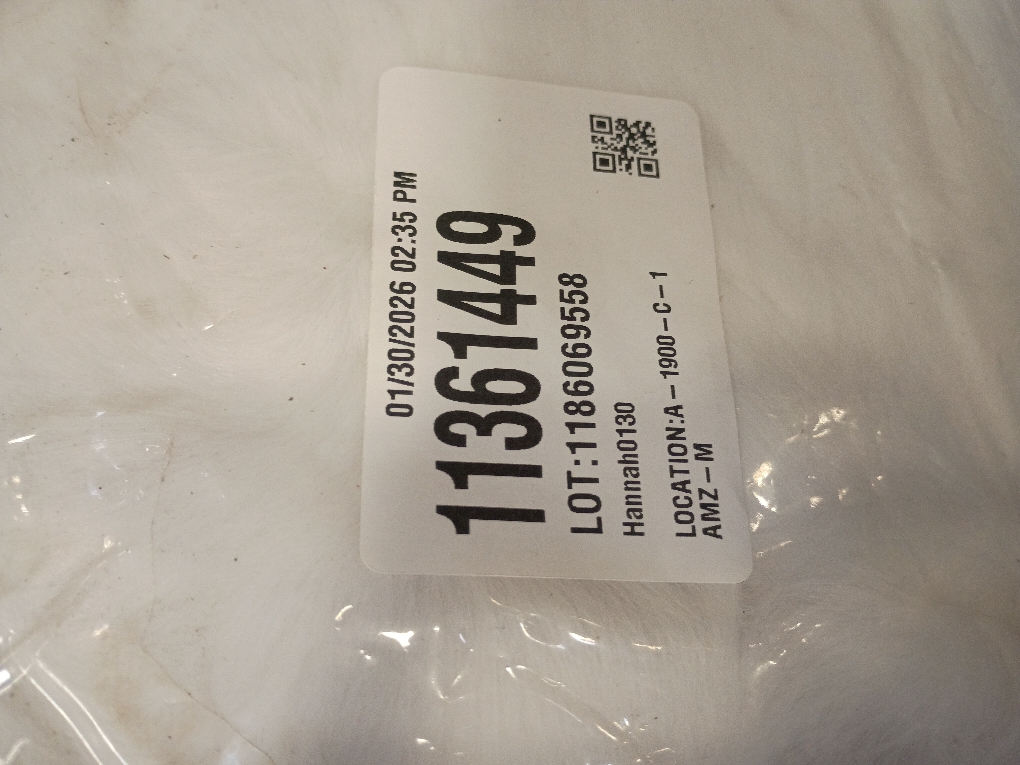 01/30/2026 02:35 PM
11361449
LOT:1186069558
Hannah0130
LOCATION:A-1900-C-1
AMZ-M